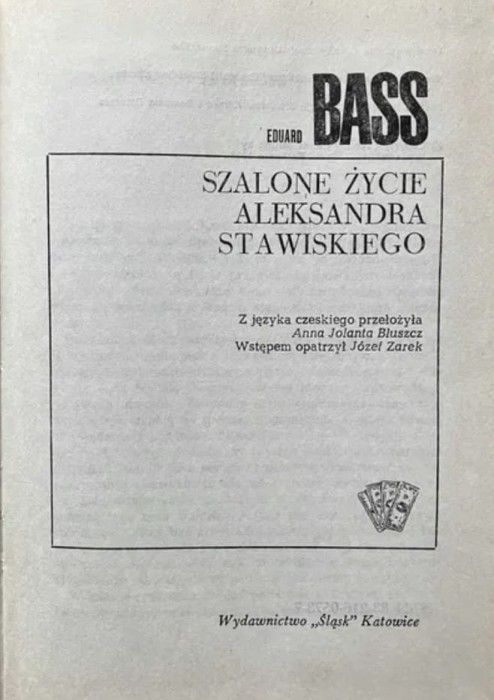 EDUARD BASS
SZALONE ŻYCIE
ALEKSANDRA
STAWISKIEGO
Z języka czeskiego przełożyła
Anna Jolanta Bluszcz
Wstępem opatrzył Józef Zarek
Wydawnictwo „Śląsk” Katowice